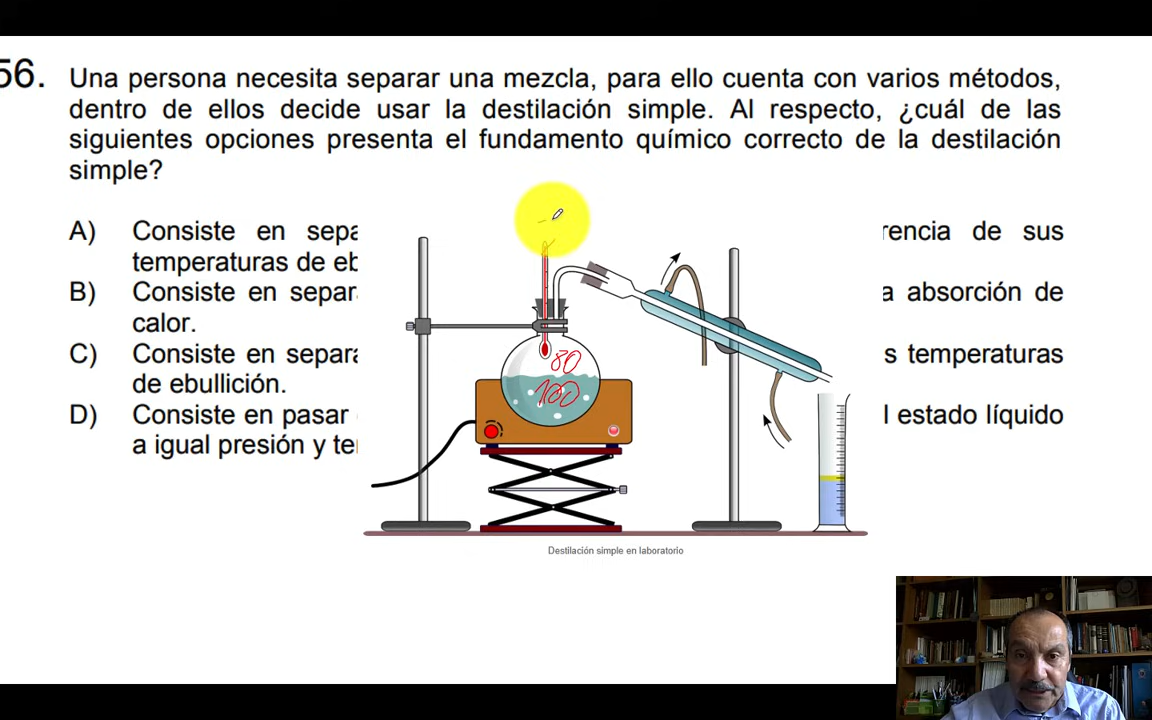 56.
Una persona necesita separar una mezcla, para ello cuenta con varios métodos,
dentro de ellos decide usar la destilación simple. Al respecto, ¿cuál de las
siguientes opciones presenta el fundamento químico correcto de la destilación
simple?
A) Consiste en sepa rencia de sus
temperaturas de eb
B) Consiste en separ a absorción de
calor.
C) Consiste en separa s temperaturas
de ebullición.
D) Consiste en pasar l estado líquido
a igual presión y te
80
100
Destilación simple en laboratorio